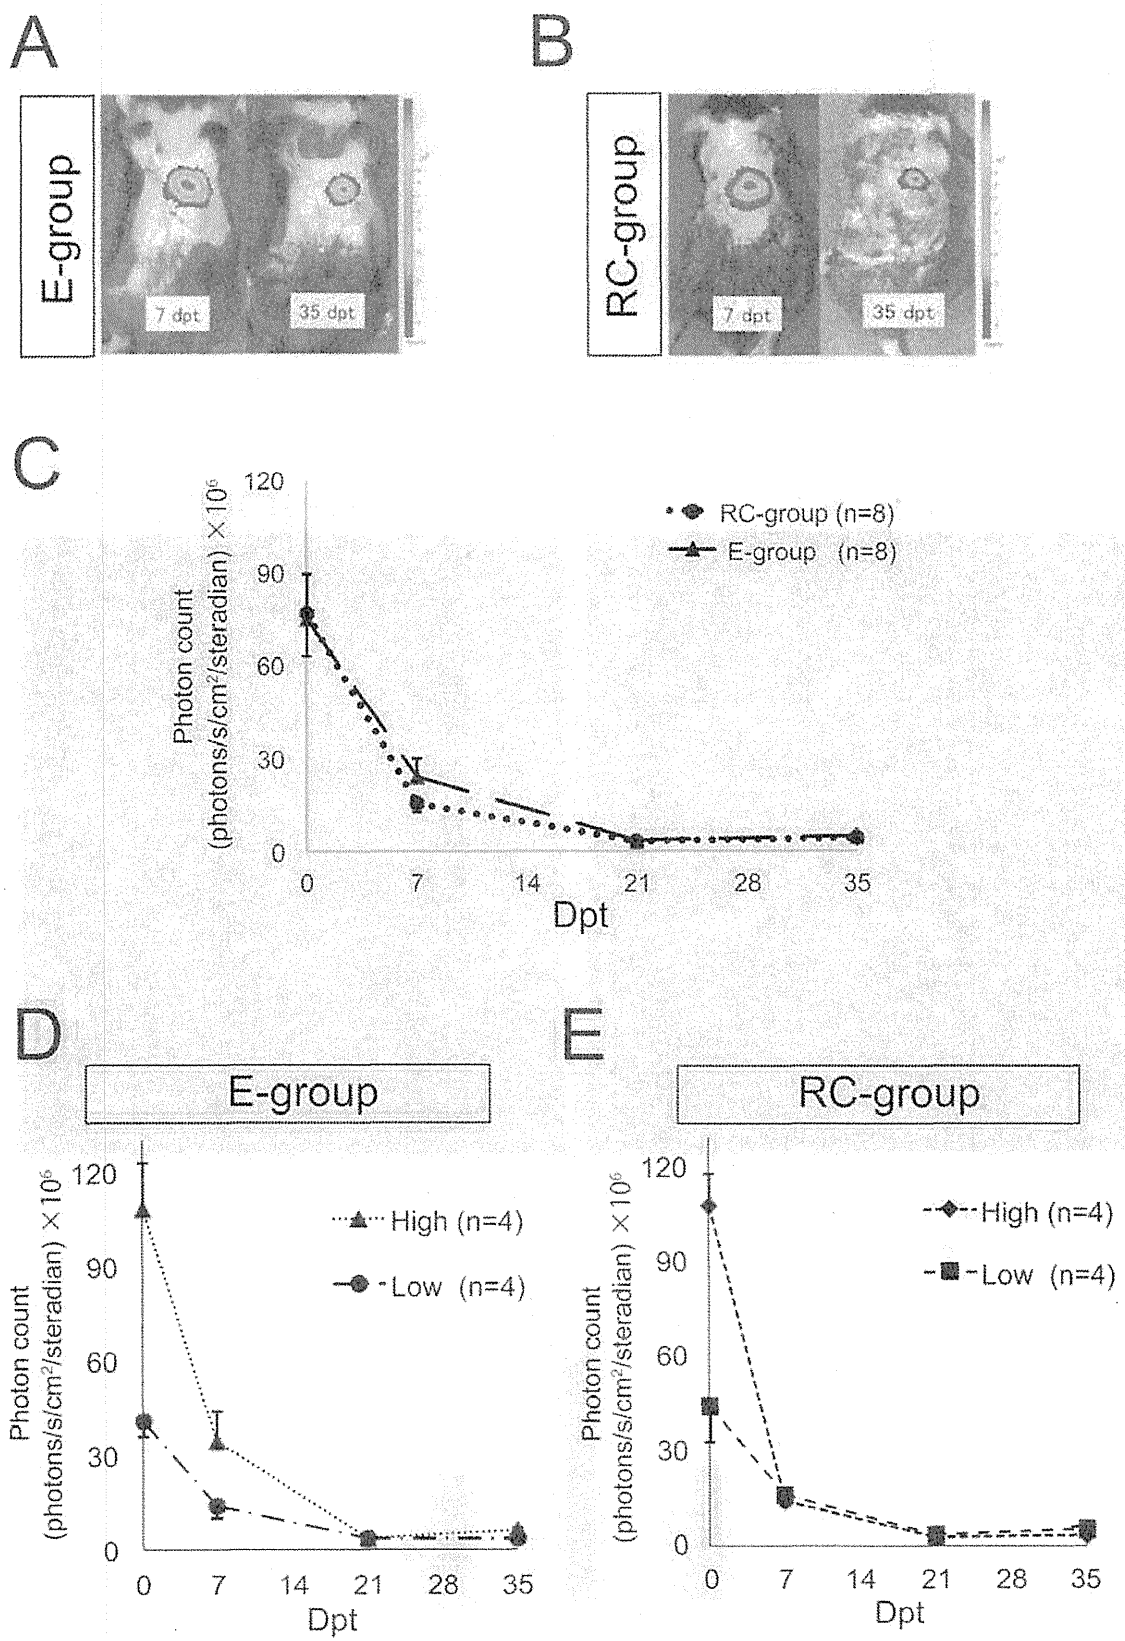 A
B
E-group
7 dpt
35 dpt
RC-group
7 dpt
35 dpt
C
Photon count
(photons/s/cm²/steradian) ×10⁶
120
90
60
30
0
0 7 14 21 28 35
Dpt
RC-group (n=8)
E-group (n=8)
D
E-group
Photon count
(photons/s/cm²/steradian) ×10⁶
120
90
60
30
0
0 7 14 21 28 35
Dpt
High (n=4)
Low (n=4)
E
RC-group
Photon count
(photons/s/cm²/steradian) ×10⁶
120
90
60
30
0
0 7 14 21 28 35
Dpt
High (n=4)
Low (n=4)